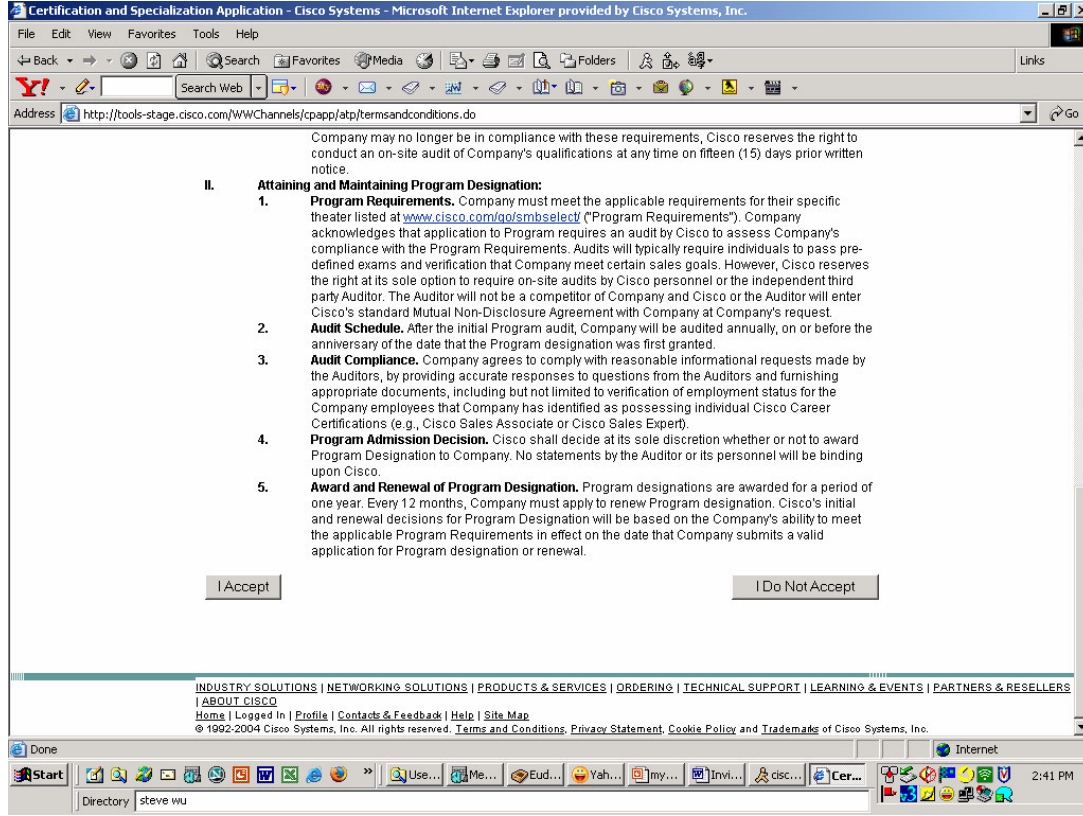 Certification and Specialization Application - Cisco Systems - Microsoft Internet Explorer provided by Cisco Systems, Inc.
File Edit View Favorites Tools Help
Back Search Favorites Media Folders Links
Y! Search Web
Address http://tools-stage.cisco.com/WWChannels/cpapp/atp/termsandconditions.do Go
Company may no longer be in compliance with these requirements, Cisco reserves the right to
conduct an on-site audit of Company's qualifications at any time on fifteen (15) days prior written
notice.
II. Attaining and Maintaining Program Designation:
1. Program Requirements. Company must meet the applicable requirements for their specific
theater listed at www.cisco.com/go/smbselect/ ("Program Requirements"). Company
acknowledges that application to Program requires an audit by Cisco to assess Company's
compliance with the Program Requirements. Audits will typically require individuals to pass pre-
defined exams and verification that Company meet certain sales goals. However, Cisco reserves
the right at its sole option to require on-site audits by Cisco personnel or the independent third
party Auditor. The Auditor will not be a competitor of Company and Cisco or the Auditor will enter
Cisco's standard Mutual Non-Disclosure Agreement with Company at Company's request.
2. Audit Schedule. After the initial Program audit, Company will be audited annually, on or before the
anniversary of the date that the Program designation was first granted.
3. Audit Compliance. Company agrees to comply with reasonable informational requests made by
the Auditors, by providing accurate responses to questions from the Auditors and furnishing
appropriate documents, including but not limited to verification of employment status for the
Company employees that Company has identified as possessing individual Cisco Career
Certifications (e.g., Cisco Sales Associate or Cisco Sales Expert).
4. Program Admission Decision. Cisco shall decide at its sole discretion whether or not to award
Program Designation to Company. No statements by the Auditor or its personnel will be binding
upon Cisco.
5. Award and Renewal of Program Designation. Program designations are awarded for a period of
one year. Every 12 months, Company must apply to renew Program designation. Cisco's initial
and renewal decisions for Program Designation will be based on the Company's ability to meet
the applicable Program Requirements in effect on the date that Company submits a valid
application for Program designation or renewal.
I Accept I Do Not Accept
INDUSTRY SOLUTIONS | NETWORKING SOLUTIONS | PRODUCTS & SERVICES | ORDERING | TECHNICAL SUPPORT | LEARNING & EVENTS | PARTNERS & RESELLERS
| ABOUT CISCO
Home | Logged In | Profile | Contacts & Feedback | Help | Site Map
© 1992-2004 Cisco Systems, Inc. All rights reserved. Terms and Conditions, Privacy Statement, Cookie Policy and Trademarks of Cisco Systems, Inc.
Done Internet
Start Use... Me... Eud... Yah... my... Invi... cisc... Cer... 2:41 PM
Directory steve wu